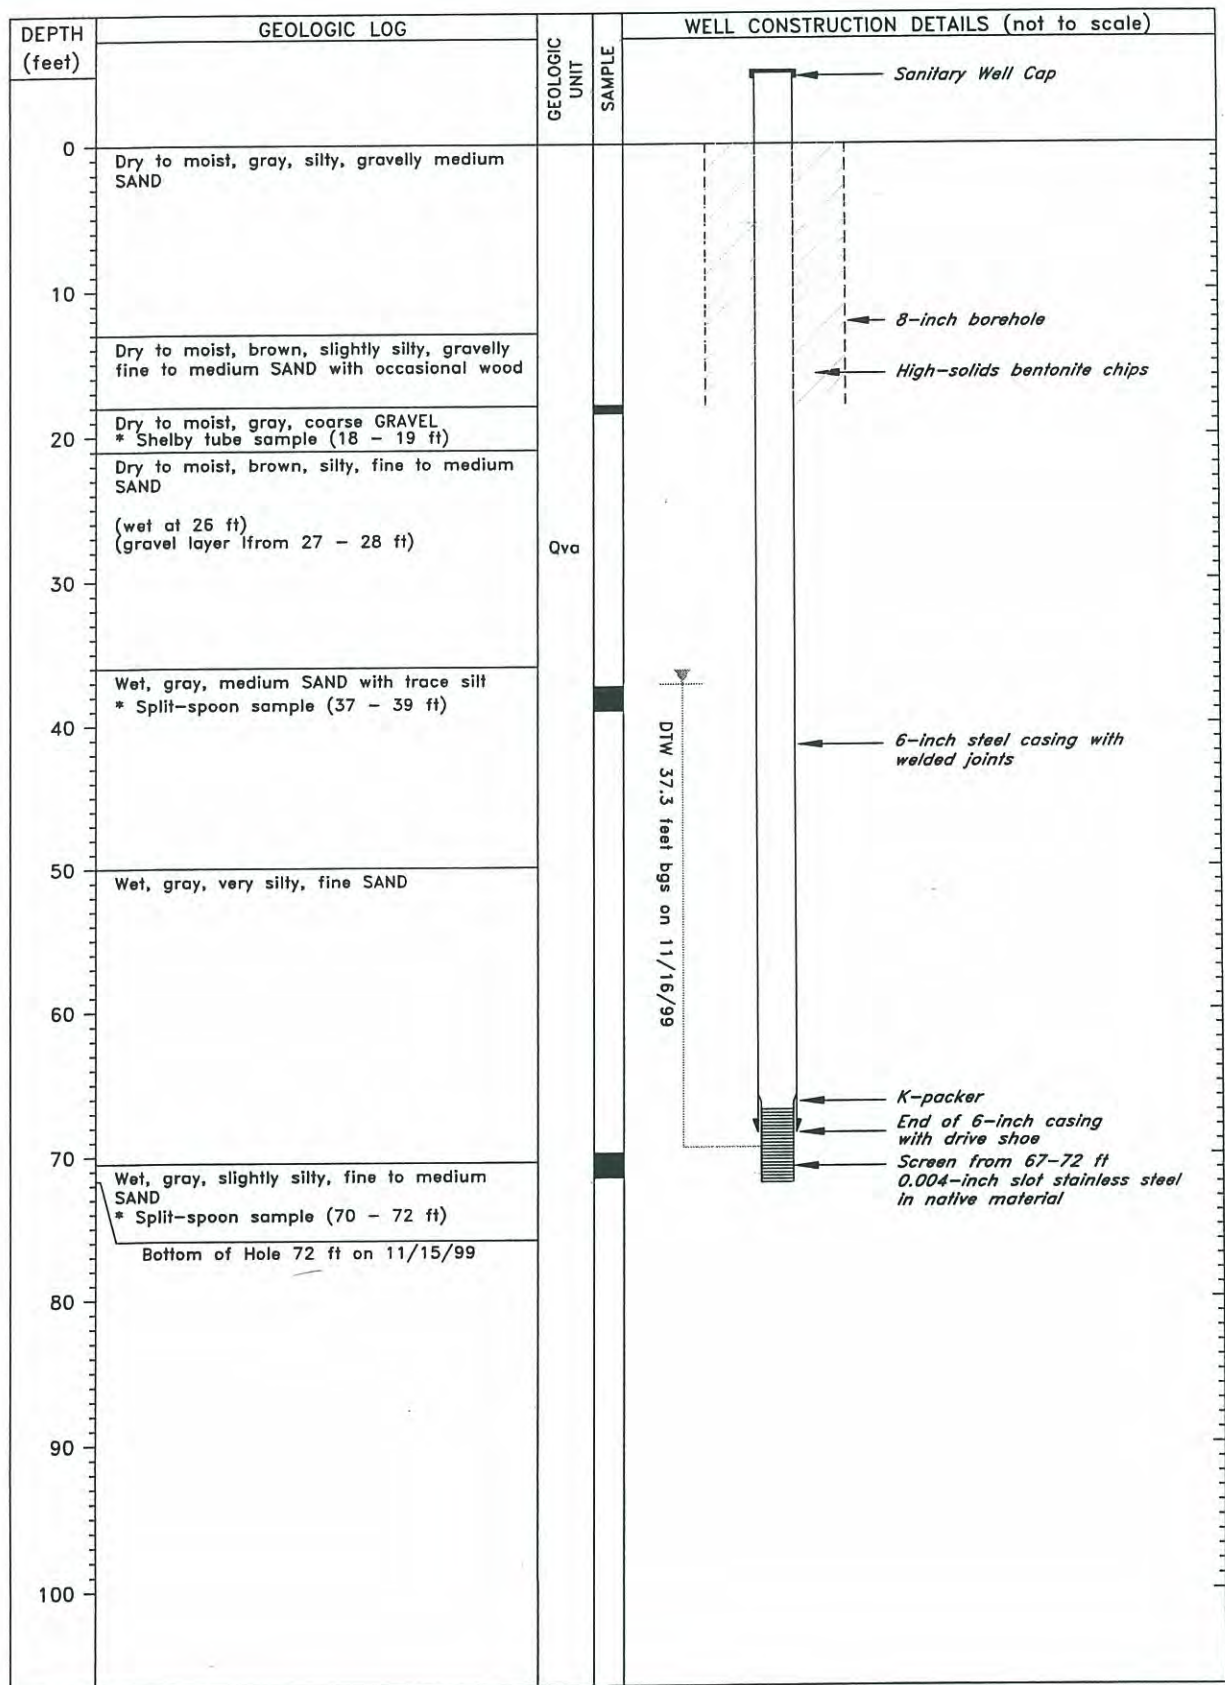 DEPTH
(feet)
GEOLOGIC LOG
GEOLOGIC
UNIT
SAMPLE
WELL CONSTRUCTION DETAILS (not to scale)
Sanitary Well Cap
0
Dry to moist, gray, silty, gravelly medium
SAND
10
8-inch borehole
Dry to moist, brown, slightly silty, gravelly
fine to medium SAND with occasional wood
High-solids bentonite chips
Dry to moist, gray, coarse GRAVEL
* Shelby tube sample (18 - 19 ft)
20
Dry to moist, brown, silty, fine to medium
SAND
(wet at 26 ft)
(gravel layer lfrom 27 - 28 ft)
Qva
30
Wet, gray, medium SAND with trace silt
* Split-spoon sample (37 - 39 ft)
40
DTW 37.3 feet bgs on 11/16/99
6-inch steel casing with
welded joints
50
Wet, gray, very silty, fine SAND
60
K-packer
End of 6-inch casing
with drive shoe
70
Screen from 67-72 ft
0.004-inch slot stainless steel
in native material
Wet, gray, slightly silty, fine to medium
SAND
* Split-spoon sample (70 - 72 ft)
Bottom of Hole 72 ft on 11/15/99
80
90
100